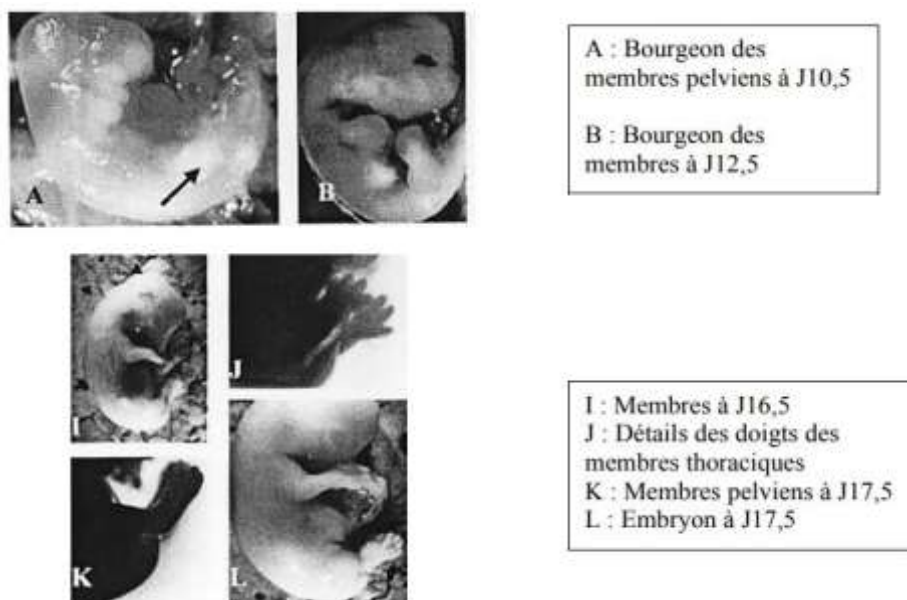 A : Bourgeon des
membres pelviens à J10,5
B : Bourgeon des
membres à J12,5
A
B
I
J
K
L
I : Membres à J16,5
J : Détails des doigts des
membres thoraciques
K : Membres pelviens à J17,5
L : Embryon à J17,5